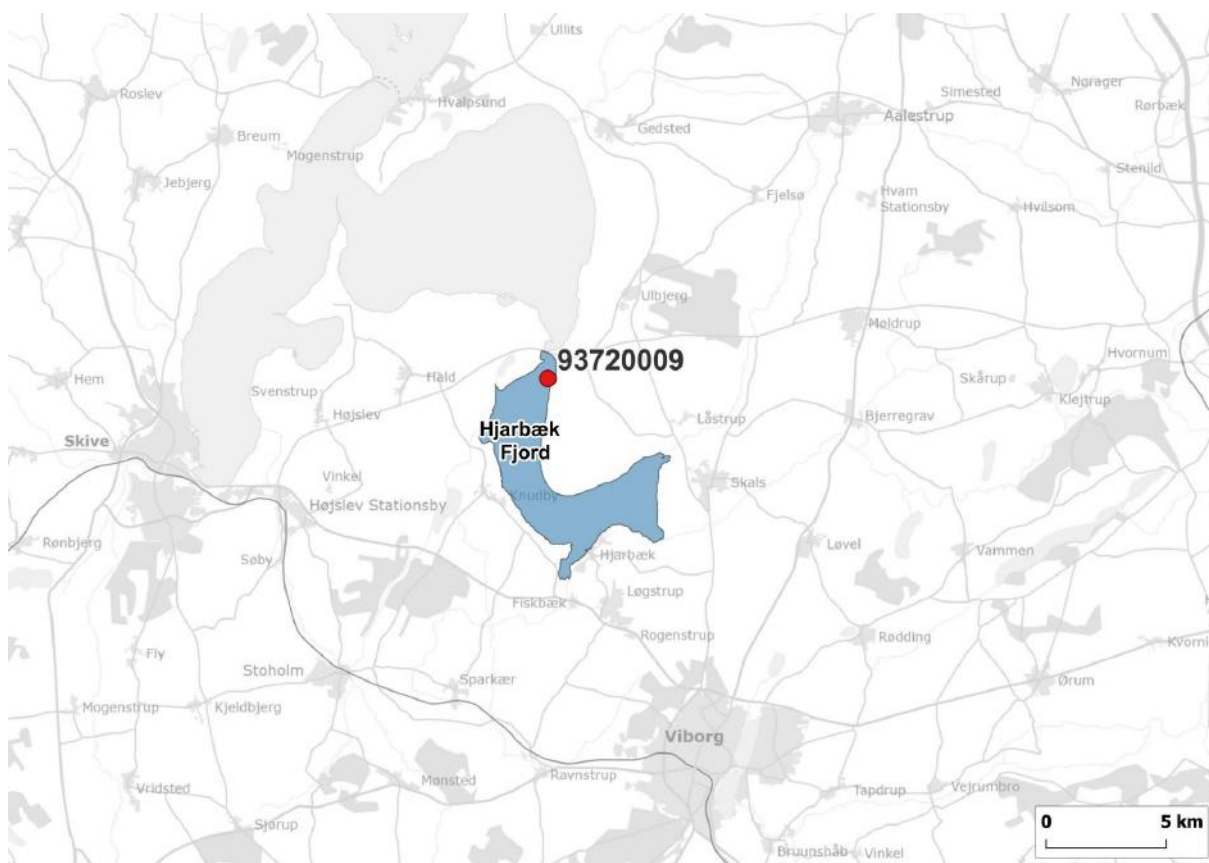 Ullits
Roslev
Hvalpsund
Nørager
Simested
Rørbæk
Breum
Gedsted
Aalestrup
Mogenstrup
Stenild
Jebjerg
Fjelsø
Hvam
Stationsby
Hvilsom
Ulbjerg
Møldrup
93720009
Hvornum
Hem
Svenstrup
Hald
Skårup
Klejtrup
Højslev
Låstrup
Bjerregrav
Hjarbæk
Fjord
Skive
Vinkel
Knudby
Skals
Højslev Stationsby
Rønbjerg
Søby
Hjarbæk
Løvel
Vammen
Fiskbæk
Løgstrup
Rogenstrup
Rødding
Kvorni
Fly
Stoholm
Sparkær
Ørum
Mogenstrup
Kjeldbjerg
Viborg
Vridsted
Mønsted
Ravnstrup
Tapdrup
Vejrumbro
Sjørup
Bruunshåb
Vinkel
0
5 km